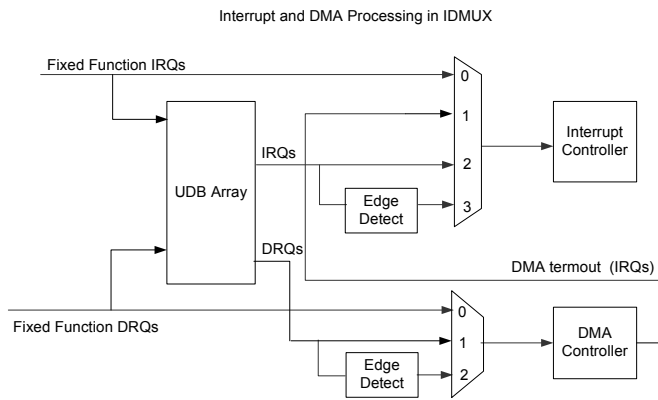 Interrupt and DMA Processing in IDMUX
Fixed Function IRQs
0
1
2
3
Interrupt
Controller
UDB Array
IRQs
Edge
Detect
DRQs
DMA termout (IRQs)
Fixed Function DRQs
0
1
2
Edge
Detect
DMA
Controller